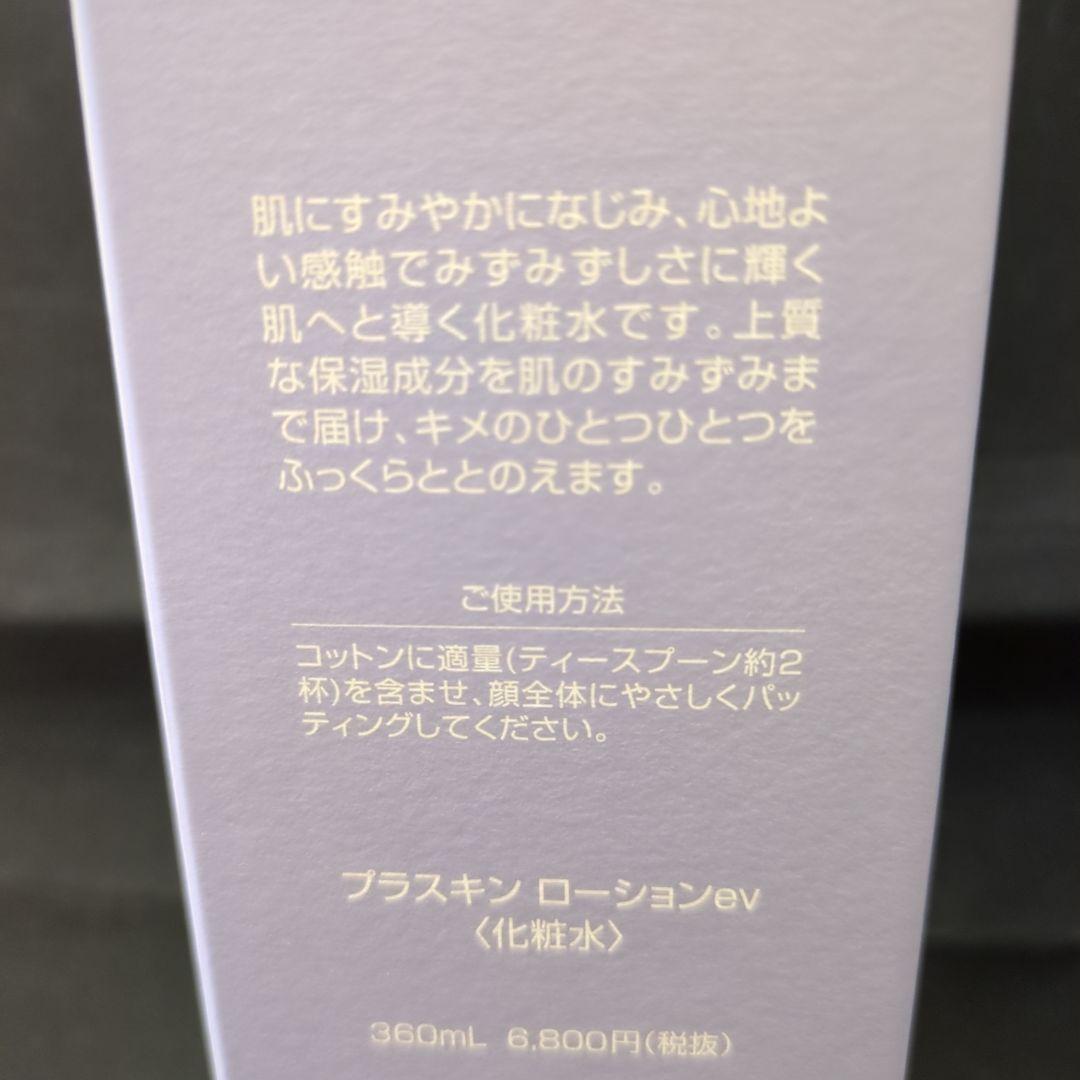 肌にすみやかになじみ、心地よ
い感触でみずみずしさに輝く
肌へと導く化粧水です。上質
な保湿成分を肌のすみずみま
で届け、キメのひとつひとつを
ふっくらととのえます。
ご使用方法
コットンに適量(ティースプーン約2
杯)を含ませ、顔全体にやさしくパッ
ティングしてください。
プラスキン ローションev
〈化粧水〉
360mL 6,800円(税抜)